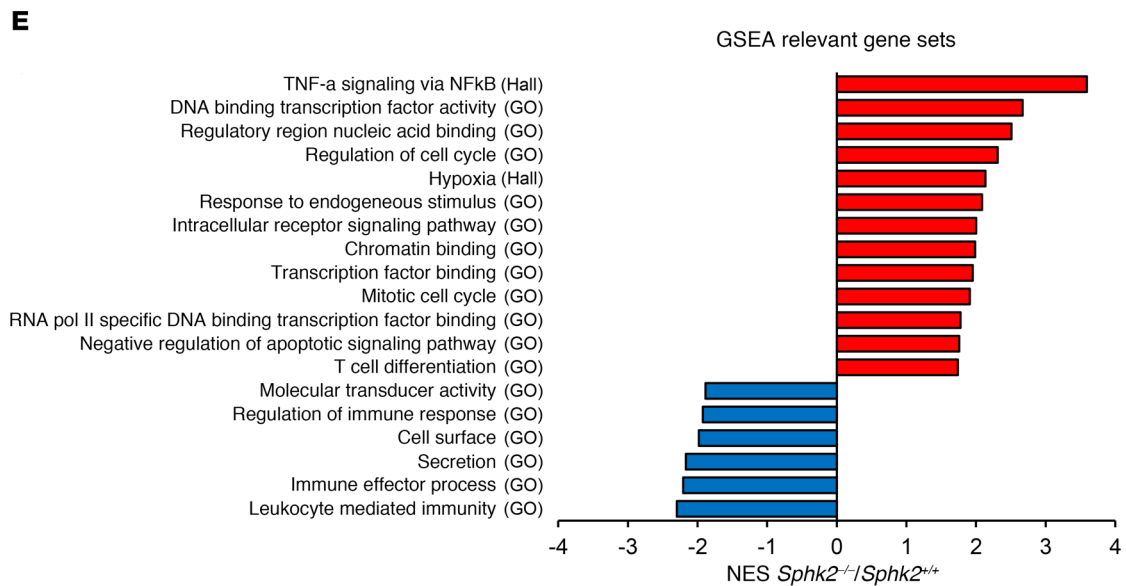 E
GSEA relevant gene sets
TNF-a signaling via NFkB (Hall)
DNA binding transcription factor activity (GO)
Regulatory region nucleic acid binding (GO)
Regulation of cell cycle (GO)
Hypoxia (Hall)
Response to endogeneous stimulus (GO)
Intracellular receptor signaling pathway (GO)
Chromatin binding (GO)
Transcription factor binding (GO)
Mitotic cell cycle (GO)
RNA pol II specific DNA binding transcription factor binding (GO)
Negative regulation of apoptotic signaling pathway (GO)
T cell differentiation (GO)
Molecular transducer activity (GO)
Regulation of immune response (GO)
Cell surface (GO)
Secretion (GO)
Immune effector process (GO)
Leukocyte mediated immunity (GO)
-4 -3 -2 -1 0 1 2 3 4
NES Sphk2⁻/⁻/Sphk2⁺/⁺